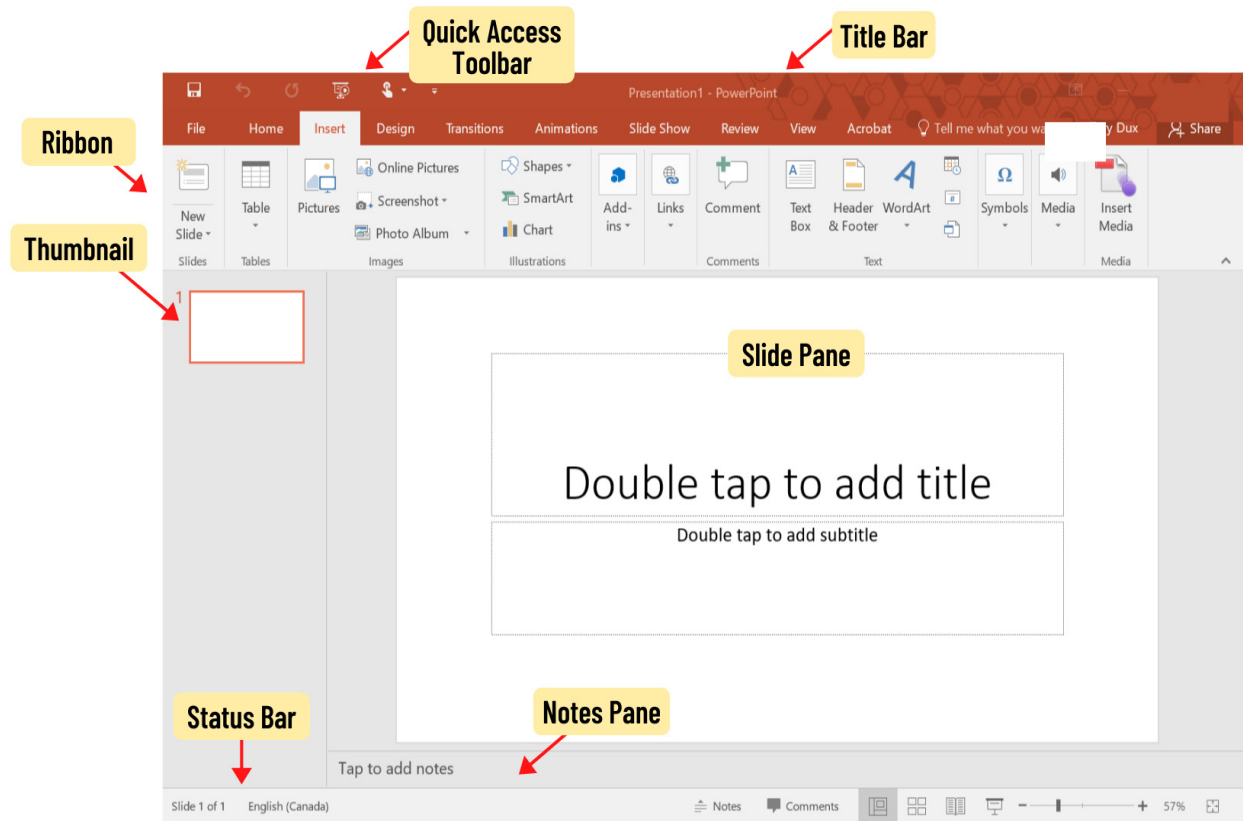 Quick Access
Toolbar
Title Bar
Presentation1 - PowerPoint
File Home Insert Design Transitions Animations Slide Show Review View Acrobat Tell me what you Dux Share
Ribbon
New
Slide
Table
Pictures
Online Pictures
Screenshot
Photo Album
Shapes
SmartArt
Chart
Add-
ins
Links
Comment
Text
Box
Header
& Footer
WordArt
Symbols
Media
Insert
Media
Slides Tables Images Illustrations Comments Text Media
Thumbnail
1
Slide Pane
Double tap to add title
Double tap to add subtitle
Status Bar
Notes Pane
Tap to add notes
Slide 1 of 1 English (Canada) Notes Comments 57%